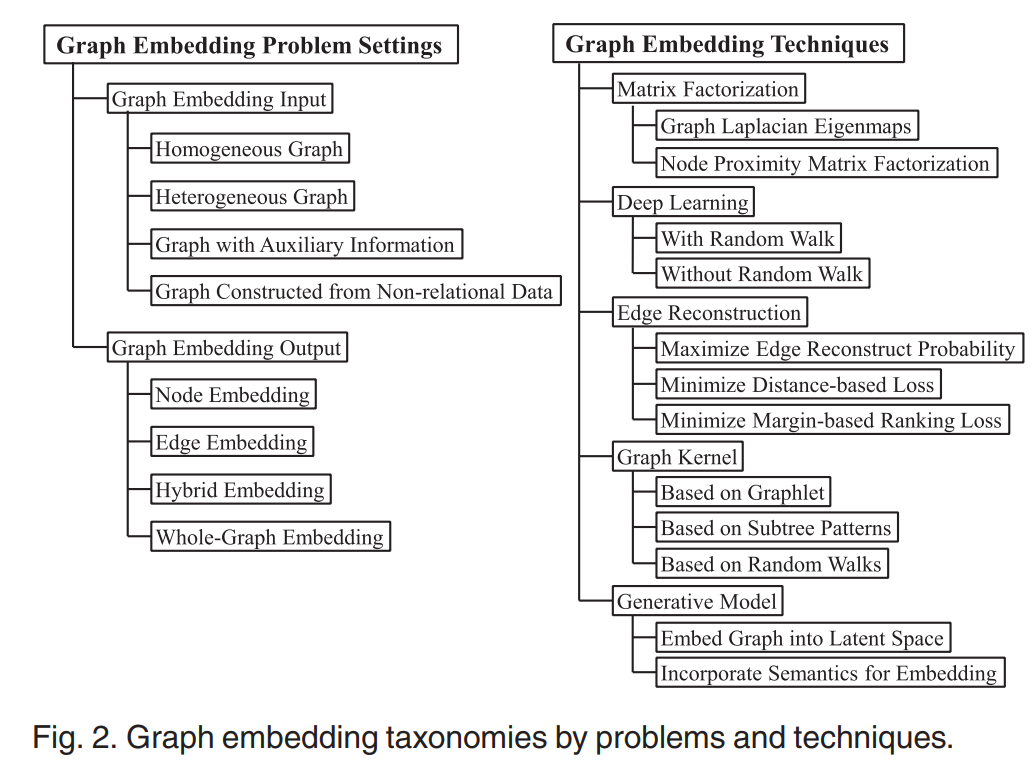 Graph Embedding Problem Settings
Graph Embedding Input
Homogeneous Graph
Heterogeneous Graph
Graph with Auxiliary Information
Graph Constructed from Non-relational Data
Graph Embedding Output
Node Embedding
Edge Embedding
Hybrid Embedding
Whole-Graph Embedding
Graph Embedding Techniques
Matrix Factorization
Graph Laplacian Eigenmaps
Node Proximity Matrix Factorization
Deep Learning
With Random Walk
Without Random Walk
Edge Reconstruction
Maximize Edge Reconstruct Probability
Minimize Distance-based Loss
Minimize Margin-based Ranking Loss
Graph Kernel
Based on Graphlet
Based on Subtree Patterns
Based on Random Walks
Generative Model
Embed Graph into Latent Space
Incorporate Semantics for Embedding
Fig. 2. Graph embedding taxonomies by problems and techniques.